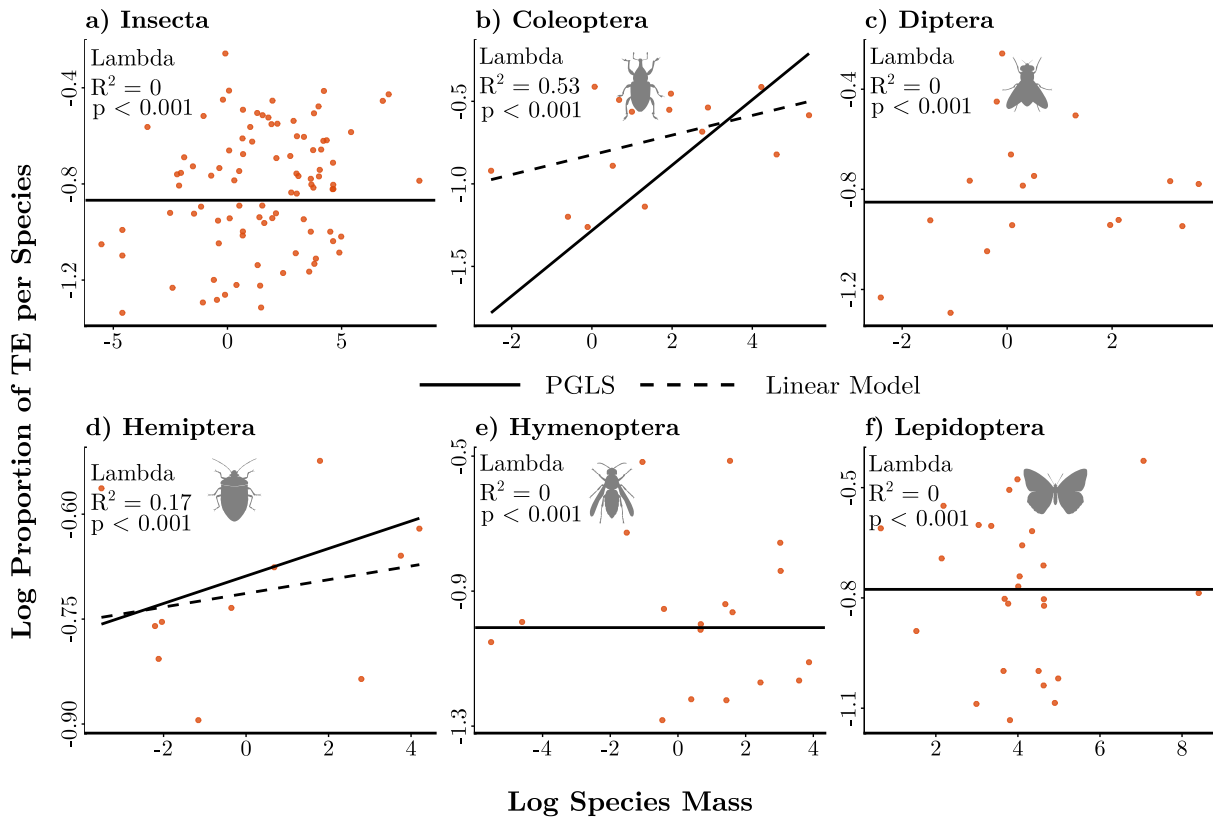 a) Insecta
b) Coleoptera
c) Diptera
Lambda
R² = 0
p < 0.001
Lambda
R² = 0.53
p < 0.001
Lambda
R² = 0
p < 0.001
-0.4
-0.8
-1.2
-0.5
-1.0
-1.5
-0.4
-0.8
-1.2
-5
0
5
-2
0
2
4
-2
0
2
PGLS
Linear Model
d) Hemiptera
e) Hymenoptera
f) Lepidoptera
Lambda
R² = 0.17
p < 0.001
Lambda
R² = 0
p < 0.001
Lambda
R² = 0
p < 0.001
-0.60
-0.75
-0.90
-0.5
-0.9
-1.3
-0.5
-0.8
-1.1
-2
0
2
4
-4
-2
0
2
4
2
4
6
8
Log Proportion of TE per Species
Log Species Mass